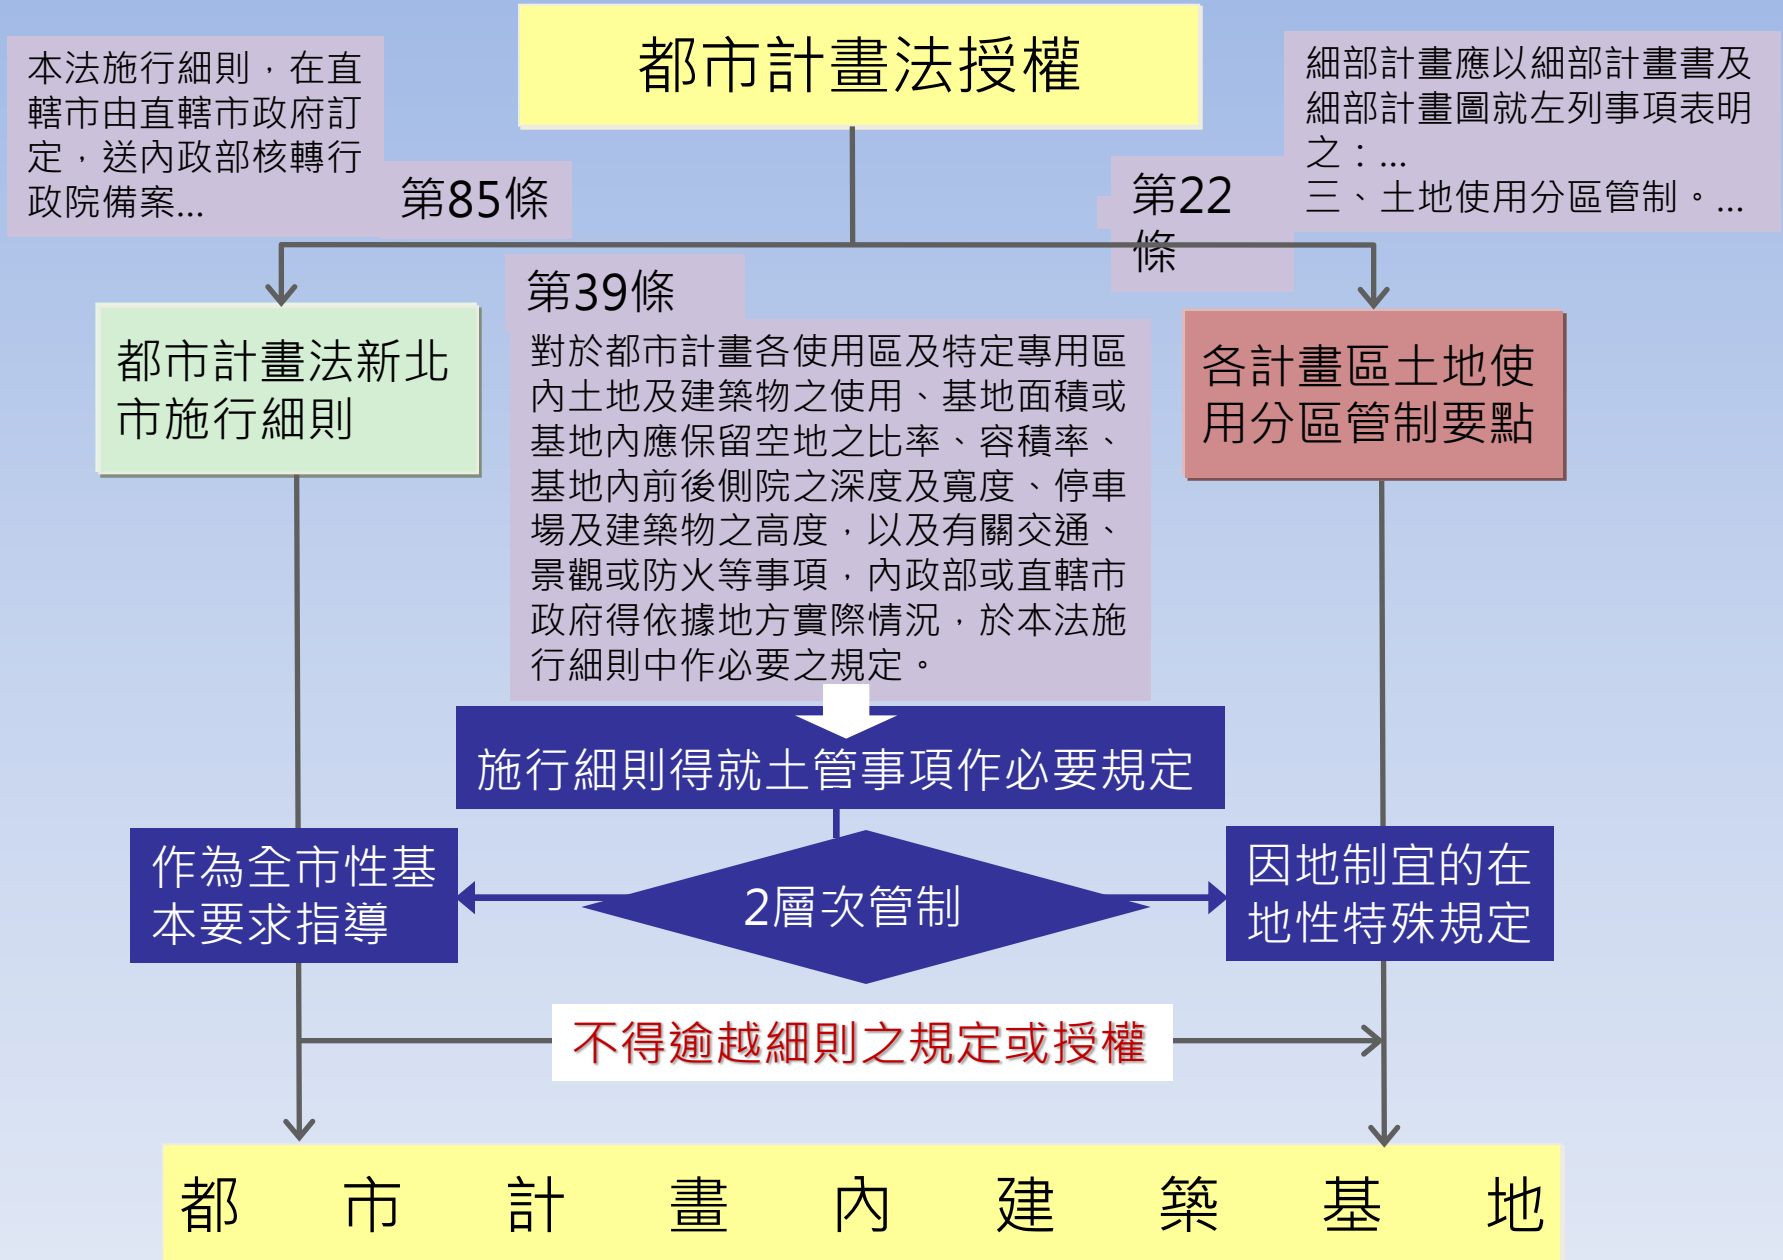 都市計畫法授權
本法施行細則，在直
轄市由直轄市政府訂
定，送內政部核轉行
政院備案...
第85條
細部計畫應以細部計畫書及
細部計畫圖就左列事項表明
之：...
三、土地使用分區管制。...
第22
條
都市計畫法新北
市施行細則
第39條
對於都市計畫各使用區及特定專用區
內土地及建築物之使用、基地面積或
基地內應保留空地之比率、容積率、
基地內前後側院之深度及寬度、停車
場及建築物之高度，以及有關交通、
景觀或防火等事項，內政部或直轄市
政府得依據地方實際情況，於本法施
行細則中作必要之規定。
各計畫區土地使
用分區管制要點
施行細則得就土管事項作必要規定
作為全市性基
本要求指導
2層次管制
因地制宜的在
地性特殊規定
不得逾越細則之規定或授權
都市計畫內建築基地